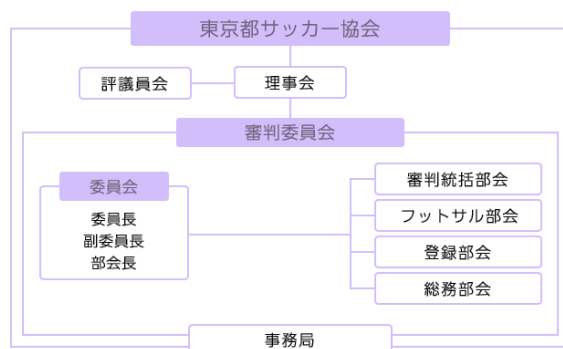 東京都サッカー協会
評議員会
理事会
審判委員会
委員会
委員長
副委員長
部会長
審判統括部会
フットサル部会
登録部会
総務部会
事務局